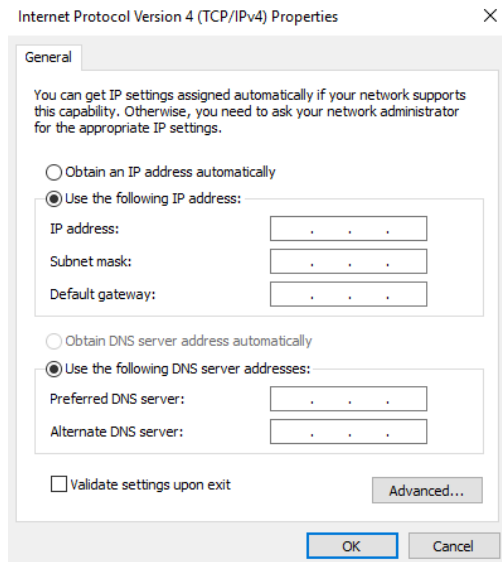 Internet Protocol Version 4 (TCP/IPv4) Properties
General
You can get IP settings assigned automatically if your network supports
this capability. Otherwise, you need to ask your network administrator
for the appropriate IP settings.
Obtain an IP address automatically
Use the following IP address:
IP address:
. . .
Subnet mask:
. . .
Default gateway:
. . .
Obtain DNS server address automatically
Use the following DNS server addresses:
Preferred DNS server:
. . .
Alternate DNS server:
. . .
Validate settings upon exit
Advanced...
OK
Cancel